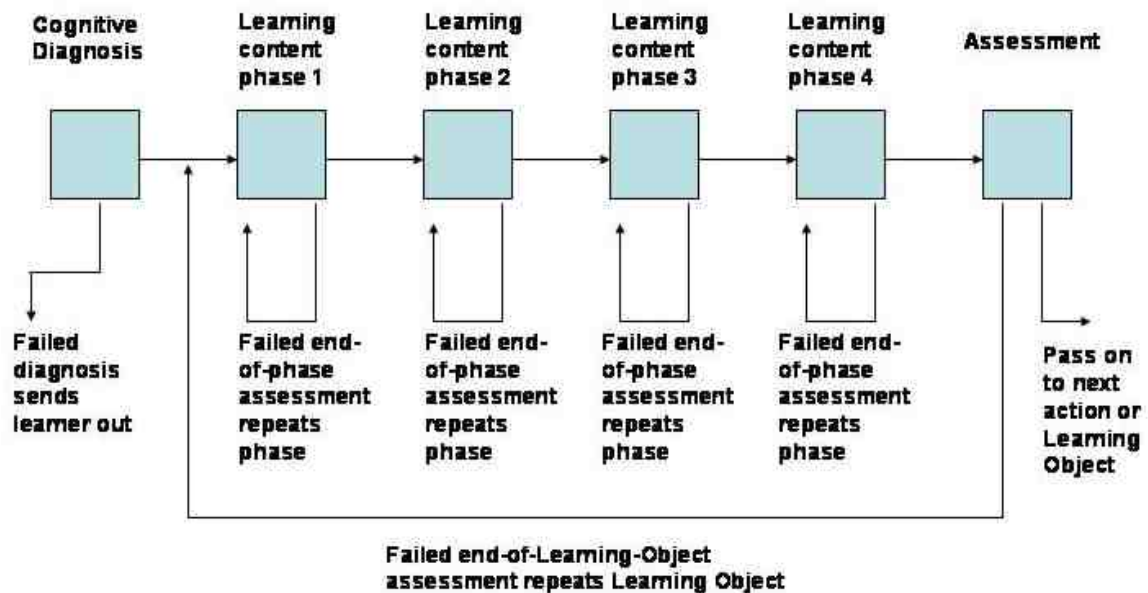 Cognitive
Diagnosis
Learning
content
phase 1
Learning
content
phase 2
Learning
content
phase 3
Learning
content
phase 4
Assessment
Failed
diagnosis
sends
learner out
Failed end-
of-phase
assessment
repeats
phase
Failed end-
of-phase
assessment
repeats
phase
Failed end-
of-phase
assessment
repeats
phase
Failed end-
of-phase
assessment
repeats
phase
Pass on
to next
action or
Learning
Object
Failed end-of-Learning-Object
assessment repeats Learning Object